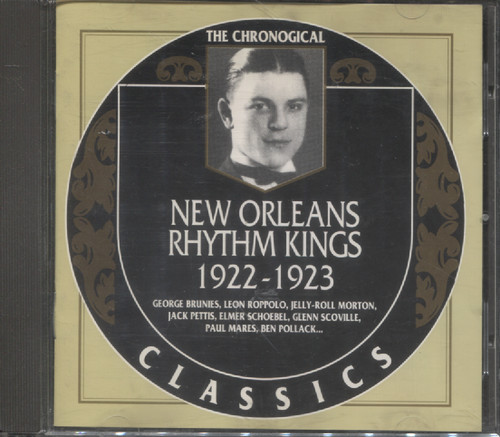 THE CHRONOGICAL
NEW ORLEANS
RHYTHM KINGS
1922-1923
GEORGE BRUNIES, LEON ROPPOLO, JELLY-ROLL MORTON,
JACK PETTIS, ELMER SCHOEBEL, GLENN SCOVILLE,
PAUL MARES, BEN POLLACK...
CLASSICS